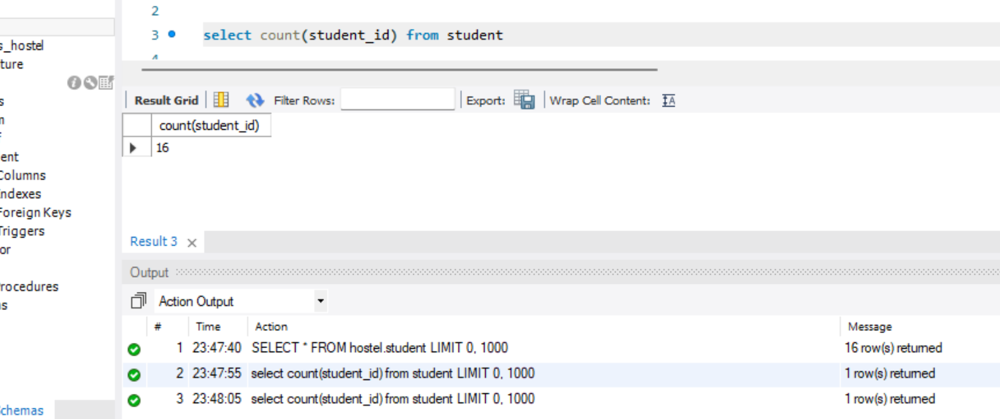 2
3 select count(student_id) from student
4
s_hostel
ture
s
n
ent
Columns
Indexes
Foreign Keys
Triggers
or
Procedures
ns
Schemas
Result Grid Filter Rows: Export: Wrap Cell Content:
count(student_id)
16
Result 3
Output
Action Output
# Time Action Message
1 23:47:40 SELECT * FROM hostel.student LIMIT 0, 1000 16 row(s) returned
2 23:47:55 select count(student_id) from student LIMIT 0, 1000 1 row(s) returned
3 23:48:05 select count(student_id) from student LIMIT 0, 1000 1 row(s) returned